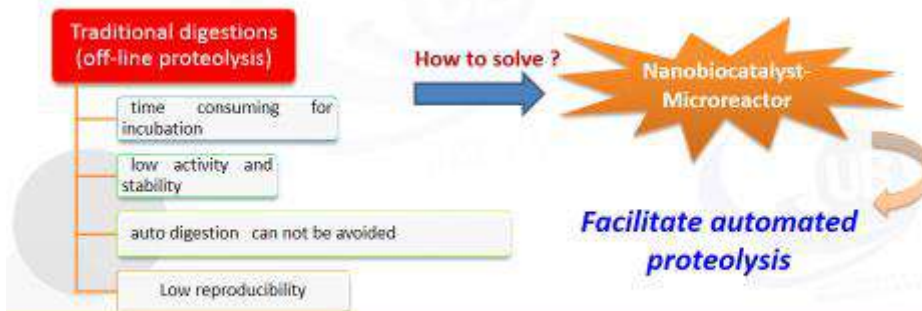 Traditional digestions
(off-line proteolysis)
How to solve ?
Nanobiocatalyst-
Microreactor
time consuming for
incubation
low activity and
stability
auto digestion can not be avoided
Low reproducibility
Facilitate automated
proteolysis